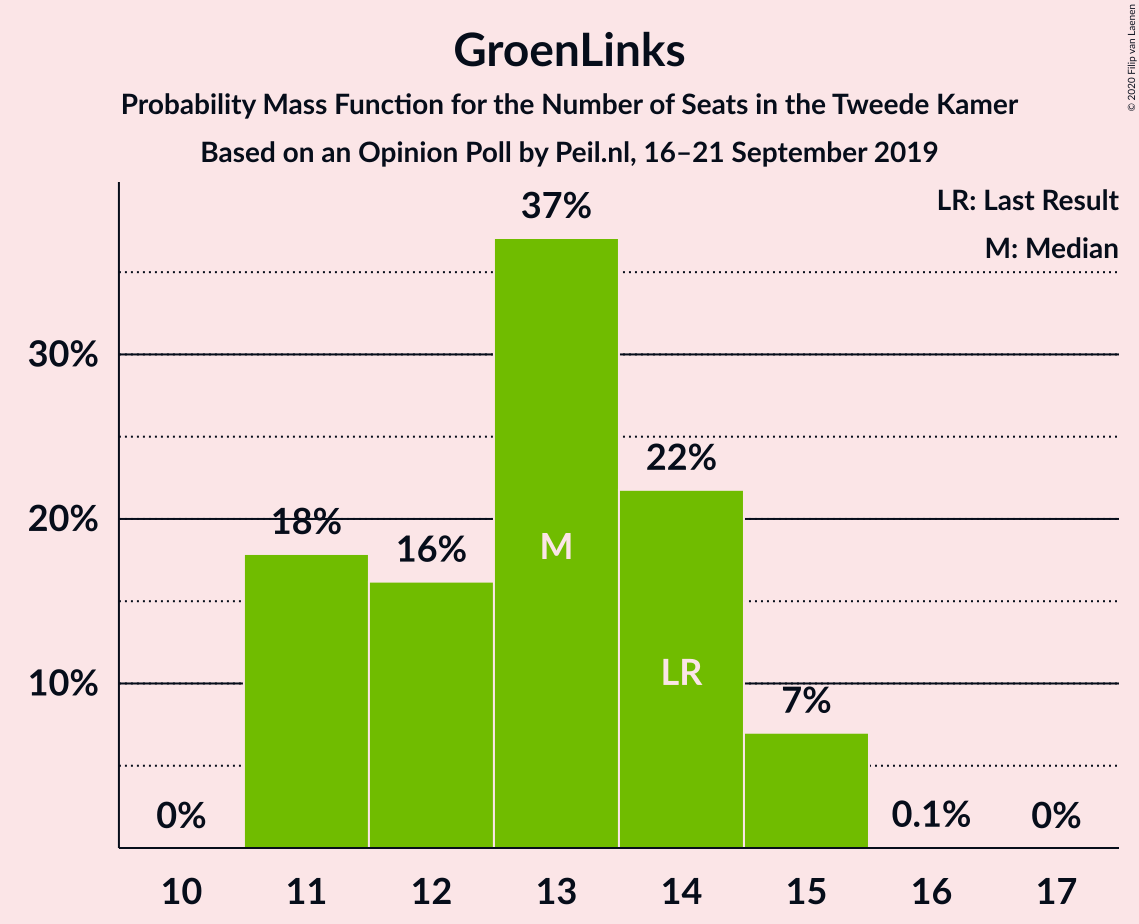 GroenLinks
Probability Mass Function for the Number of Seats in the Tweede Kamer
Based on an Opinion Poll by Peil.nl, 16–21 September 2019
© 2020 Filip van Laenen
LR: Last Result
M: Median
30%
20%
10%
0%
18%
16%
37%
22%
7%
0.1%
0%
M
LR
10 11 12 13 14 15 16 17